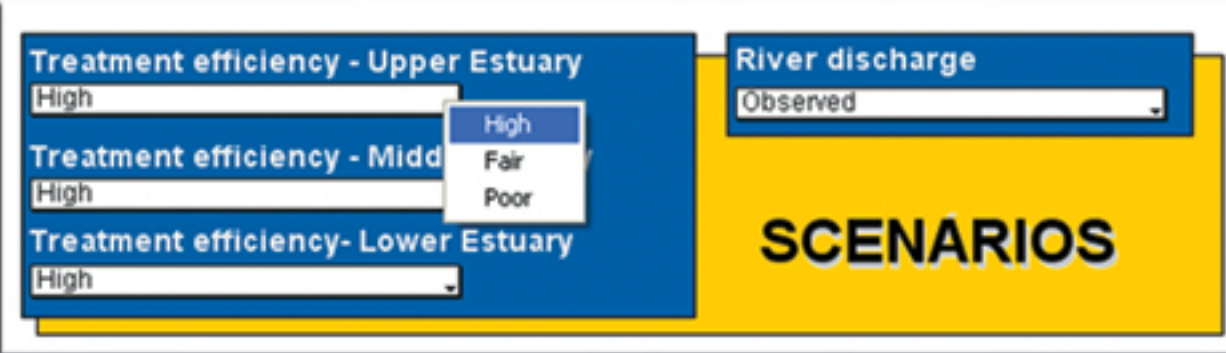 Treatment efficiency - Upper Estuary
High
High
Fair
Poor
Treatment efficiency - Midd y
High
Treatment efficiency- Lower Estuary
High
River discharge
Observed
SCENARIOS